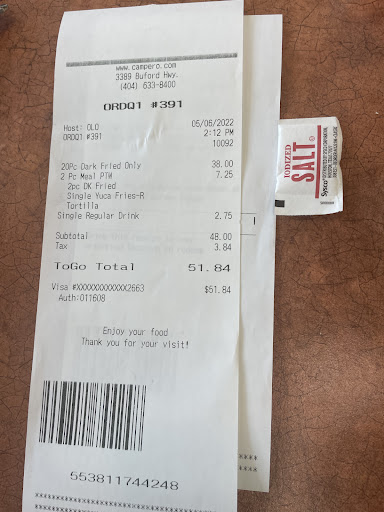 www.campero.com
3389 Buford Hwy.
(404) 633-8400
ORDQ1 #391
Host: OLO 05/06/2022
ORDQ1 #391 2:12 PM
10092
20Pc Dark Fried Only 38.00
2 Pc Meal PTW 7.25
2pc DK Fried
Single Yuca Fries-R
Tortilla
Single Regular Drink 2.75
Subtotal 48.00
Tax 3.84
ToGo Total 51.84
Visa #XXXXXXXXXXXX2663 $51.84
Auth:011608
Enjoy your food
Thank you for your visit!
553811744248
IODIZED
SALT
Sysco